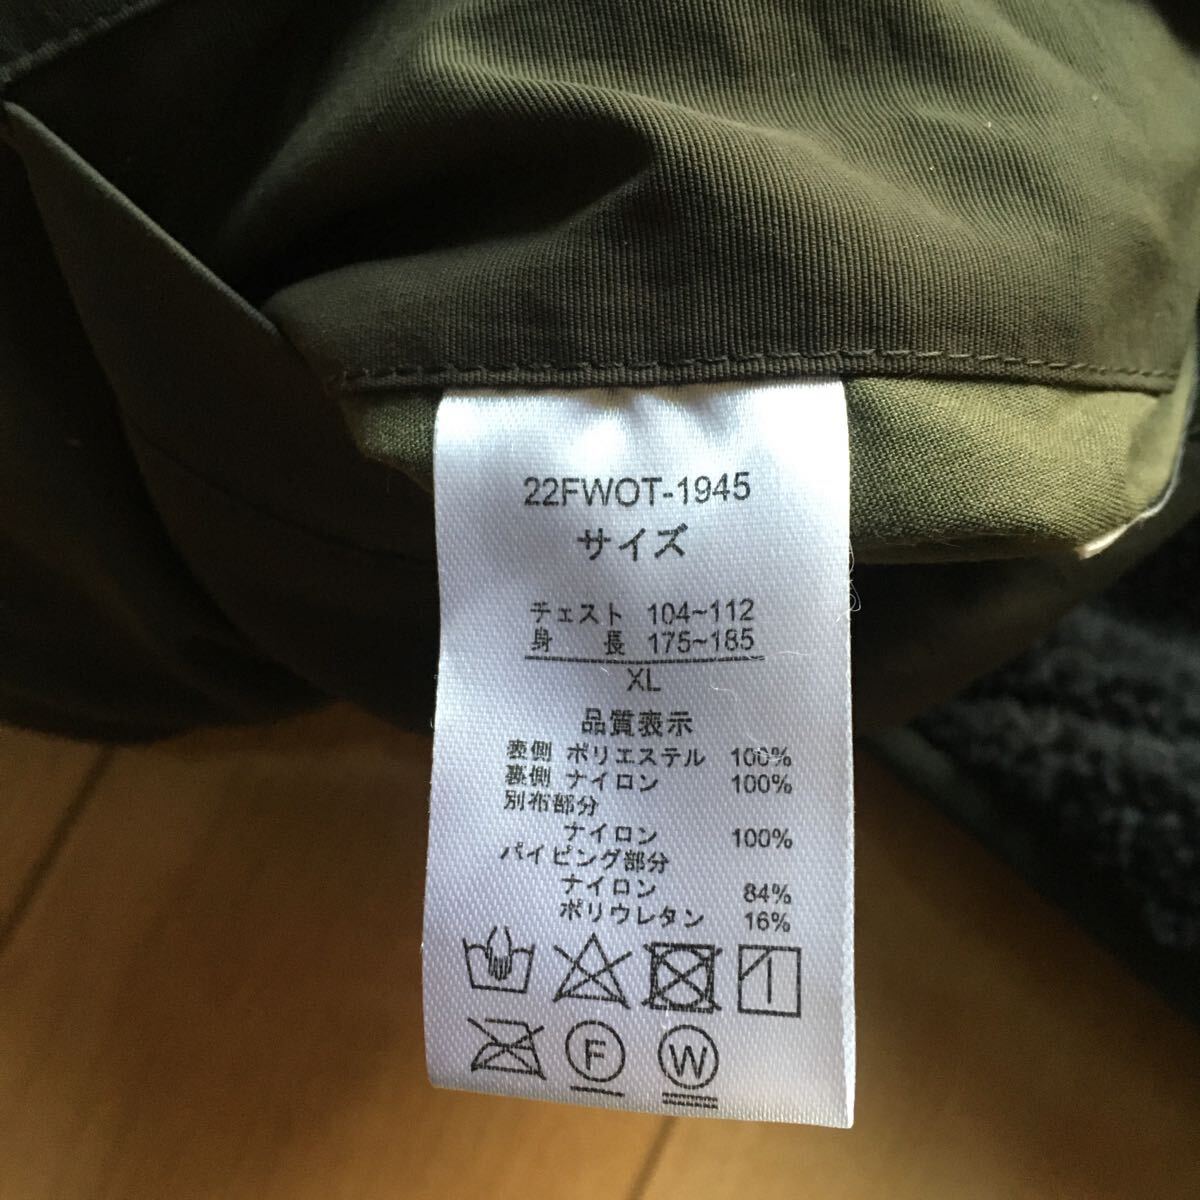 22FWOT-1945
サイズ
チェスト 104~112
身 長 175~185
XL
品質表示
表側 ポリエステル 100%
裏側 ナイロン 100%
別布部分
ナイロン 100%
パイピング部分
ナイロン 84%
ポリウレタン 16%
F W